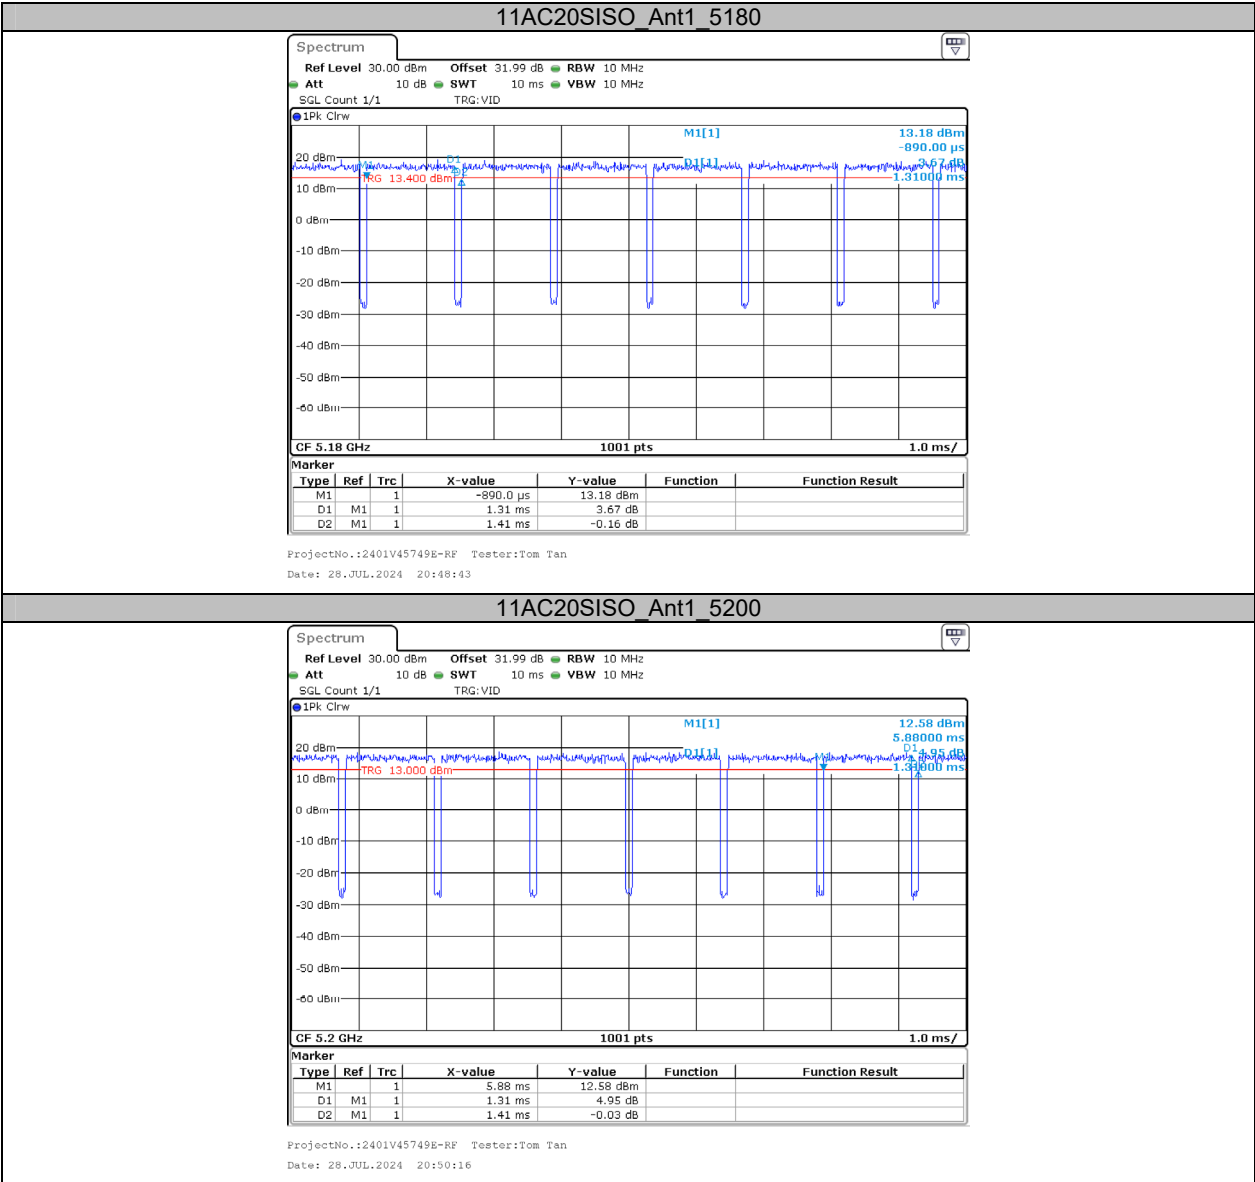 11AC20SISO_Ant1_5180
Spectrum
Ref Level 30.00 dBm Offset 31.99 dB RBW 10 MHz
Att 10 dB SWT 10 ms VBW 10 MHz
SGL Count 1/1 TRG:VID
1Pk Clrw
M1[1] 13.18 dBm
-890.00 µs
20 dBm M1 D1 D1[1] 3.67 dB
TRG 13.400 dBm D2 1.31000 ms
10 dBm
0 dBm
-10 dBm
-20 dBm
-30 dBm
-40 dBm
-50 dBm
-60 dBm
CF 5.18 GHz 1001 pts 1.0 ms/
Marker
Type Ref Trc X-value Y-value Function Function Result
M1 1 -890.0 µs 13.18 dBm
D1 M1 1 1.31 ms 3.67 dB
D2 M1 1 1.41 ms -0.16 dB
ProjectNo.:2401V45749E-RF Tester:Tom Tan
Date: 28.JUL.2024 20:48:43
11AC20SISO_Ant1_5200
Spectrum
Ref Level 30.00 dBm Offset 31.99 dB RBW 10 MHz
Att 10 dB SWT 10 ms VBW 10 MHz
SGL Count 1/1 TRG:VID
1Pk Clrw
M1[1] 12.58 dBm
5.88000 ms
20 dBm D1[1] M1 D1 4.95 dB
TRG 13.000 dBm 1.31000 ms
10 dBm
0 dBm
-10 dBm
-20 dBm
-30 dBm
-40 dBm
-50 dBm
-60 dBm
CF 5.2 GHz 1001 pts 1.0 ms/
Marker
Type Ref Trc X-value Y-value Function Function Result
M1 1 5.88 ms 12.58 dBm
D1 M1 1 1.31 ms 4.95 dB
D2 M1 1 1.41 ms -0.03 dB
ProjectNo.:2401V45749E-RF Tester:Tom Tan
Date: 28.JUL.2024 20:50:16